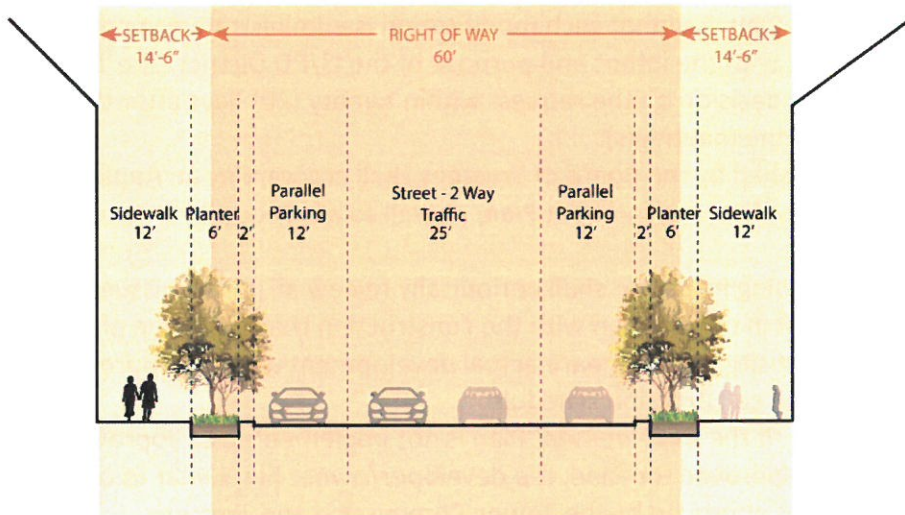 SETBACK RIGHT OF WAY SETBACK
14'-6" 60' 14'-6"
Parallel Parallel
Parking Street - 2 Way Parking
Sidewalk Planter 12' Traffic 12' Planter Sidewalk
12' 6' 2' 25' 2' 6' 12'